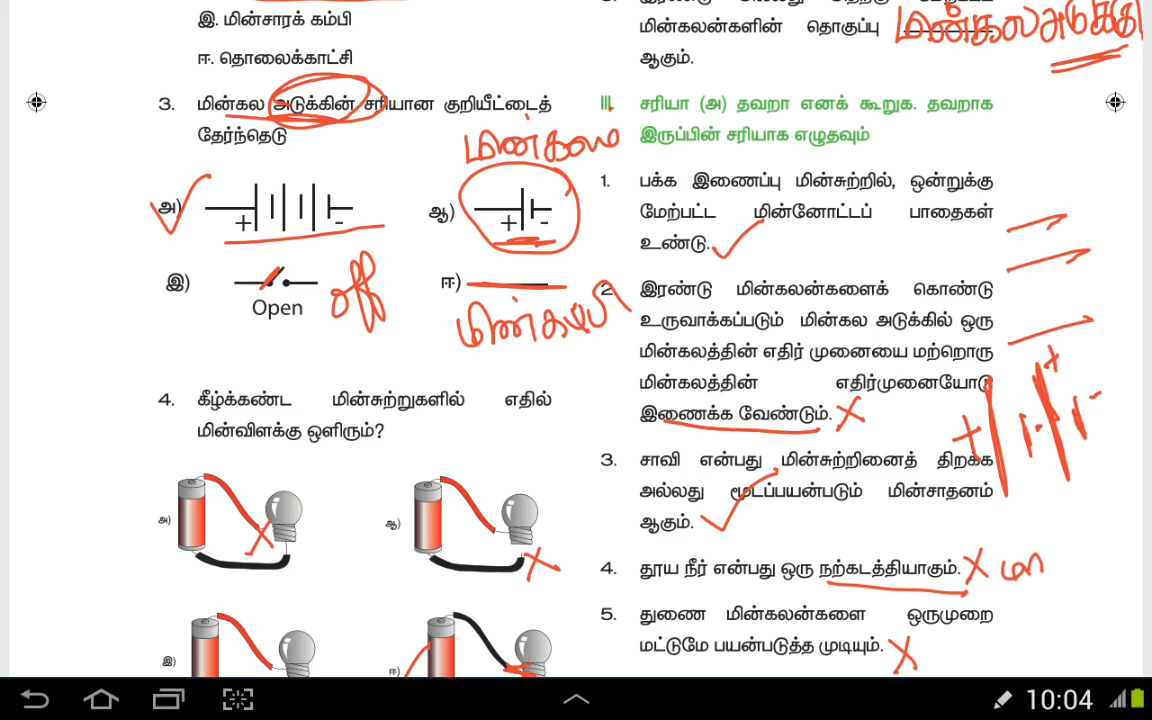 இ. மின்சாரக் கம்பி
ஈ. தொலைக்காட்சி
3. மின்கல அடுக்கின் சரியான குறியீட்டைத்
தேர்ந்தெடு
மின்கலம்
அ)
+ -
ஆ)
+ -
இ)
Open
off
ஈ)
மின்கம்பி
4. கீழ்க்கண்ட மின்சுற்றுகளில் எதில்
மின்விளக்கு ஒளிரும்?
அ)
ஆ)
இ)
ஈ)
மின்கலன்களின் தொகுப்பு மின்கல அடுக்கு
ஆகும்.
III. சரியா (அ) தவறா எனக் கூறுக. தவறாக
இருப்பின் சரியாக எழுதவும்
1. பக்க இணைப்பு மின்சுற்றில், ஒன்றுக்கு
மேற்பட்ட மின்னோட்டப் பாதைகள்
உண்டு.
2. இரண்டு மின்கலன்களைக் கொண்டு
உருவாக்கப்படும் மின்கல அடுக்கில் ஒரு
மின்கலத்தின் எதிர் முனையை மற்றொரு
மின்கலத்தின் எதிர்முனையோடு
இணைக்க வேண்டும்.
+ - + -
3. சாவி என்பது மின்சுற்றினைத் திறக்க
அல்லது மூடப்பயன்படும் மின்சாதனம்
ஆகும்.
4. தூய நீர் என்பது ஒரு நற்கடத்தியாகும்.
5. துணை மின்கலன்களை ஒருமுறை
மட்டுமே பயன்படுத்த முடியும்.
10:04